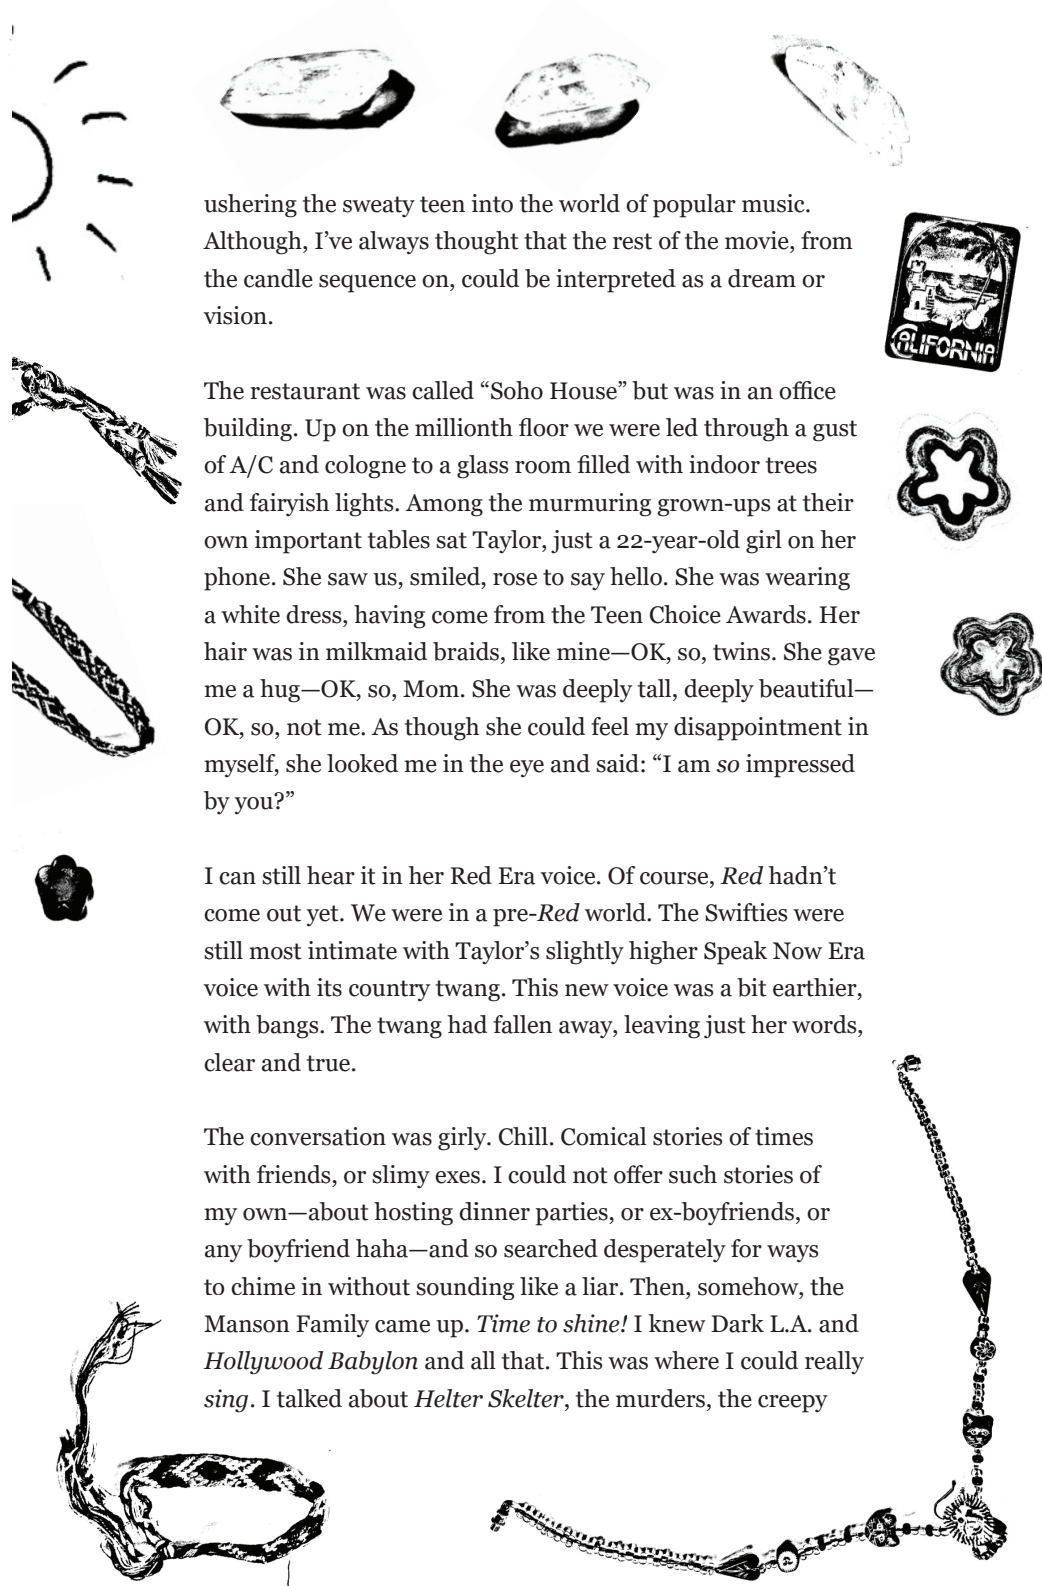 ushering the sweaty teen into the world of popular music.
Although, I’ve always thought that the rest of the movie, from
the candle sequence on, could be interpreted as a dream or
vision.
CALIFORNIA
The restaurant was called “Soho House” but was in an office
building. Up on the millionth floor we were led through a gust
of A/C and cologne to a glass room filled with indoor trees
and fairyish lights. Among the murmuring grown-ups at their
own important tables sat Taylor, just a 22-year-old girl on her
phone. She saw us, smiled, rose to say hello. She was wearing
a white dress, having come from the Teen Choice Awards. Her
hair was in milkmaid braids, like mine—OK, so, twins. She gave
me a hug—OK, so, Mom. She was deeply tall, deeply beautiful—
OK, so, not me. As though she could feel my disappointment in
myself, she looked me in the eye and said: “I am so impressed
by you?”
I can still hear it in her Red Era voice. Of course, Red hadn’t
come out yet. We were in a pre-Red world. The Swifties were
still most intimate with Taylor’s slightly higher Speak Now Era
voice with its country twang. This new voice was a bit earthier,
with bangs. The twang had fallen away, leaving just her words,
clear and true.
The conversation was girly. Chill. Comical stories of times
with friends, or slimy exes. I could not offer such stories of
my own—about hosting dinner parties, or ex-boyfriends, or
any boyfriend haha—and so searched desperately for ways
to chime in without sounding like a liar. Then, somehow, the
Manson Family came up. Time to shine! I knew Dark L.A. and
Hollywood Babylon and all that. This was where I could really
sing. I talked about Helter Skelter, the murders, the creepy